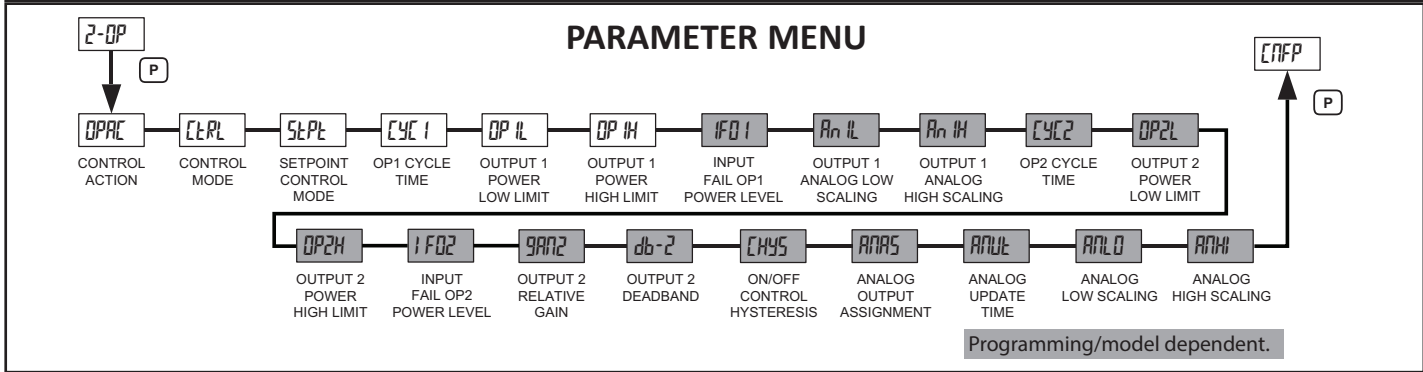 2-OP
PARAMETER MENU
CNFP
P
P
OPAC
CtRL
StPt
CYC1
OP1L
OP1H
IFO1
An1L
An1H
CYC2
OP2L
CONTROL
ACTION
CONTROL
MODE
SETPOINT
CONTROL
MODE
OP1 CYCLE
TIME
OUTPUT 1
POWER
LOW LIMIT
OUTPUT 1
POWER
HIGH LIMIT
INPUT
FAIL OP1
POWER LEVEL
OUTPUT 1
ANALOG LOW
SCALING
OUTPUT 1
ANALOG
HIGH SCALING
OP2 CYCLE
TIME
OUTPUT 2
POWER
LOW LIMIT
OP2H
IFO2
gAN2
db-2
CHYS
ANAS
ANUt
ANLO
ANHI
OUTPUT 2
POWER
HIGH LIMIT
INPUT
FAIL OP2
POWER LEVEL
OUTPUT 2
RELATIVE
GAIN
OUTPUT 2
DEADBAND
ON/OFF
CONTROL
HYSTERESIS
ANALOG
OUTPUT
ASSIGNMENT
ANALOG
UPDATE
TIME
ANALOG
LOW SCALING
ANALOG
HIGH SCALING
Programming/model dependent.